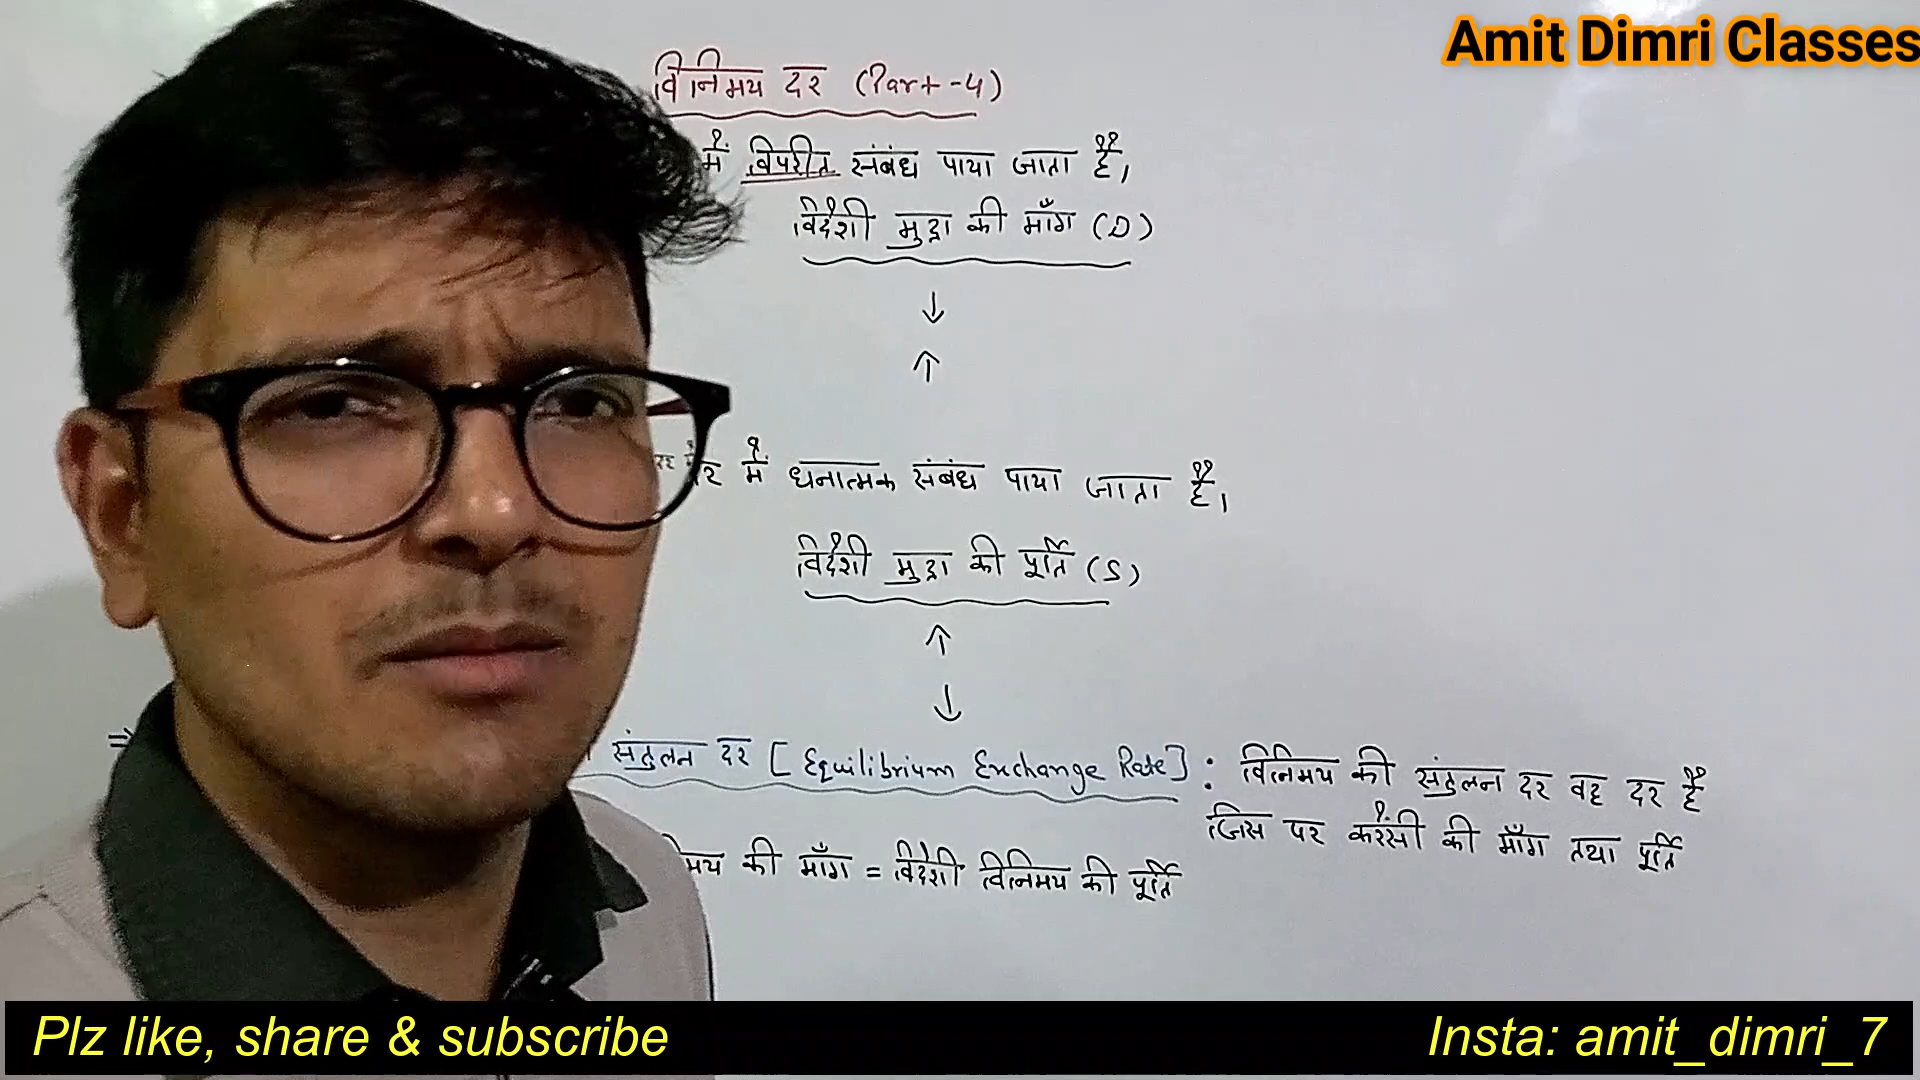 Amit Dimri Classes
विनिमय दर (Part-4)
में विपरीत संबंध पाया जाता है,
विदेशी मुद्रा की माँग (D)
↓
↑
में धनात्मक संबंध पाया जाता है,
विदेशी मुद्रा की पूर्ति (S)
↑
↓
⇒ संतुलन दर [Equilibrium Exchange Rate] : विनिमय की संतुलन दर वह दर है
जिस पर करेंसी की माँग तथा पूर्ति
की माँग = विदेशी विनिमय की पूर्ति
Plz like, share & subscribe
Insta: amit_dimri_7